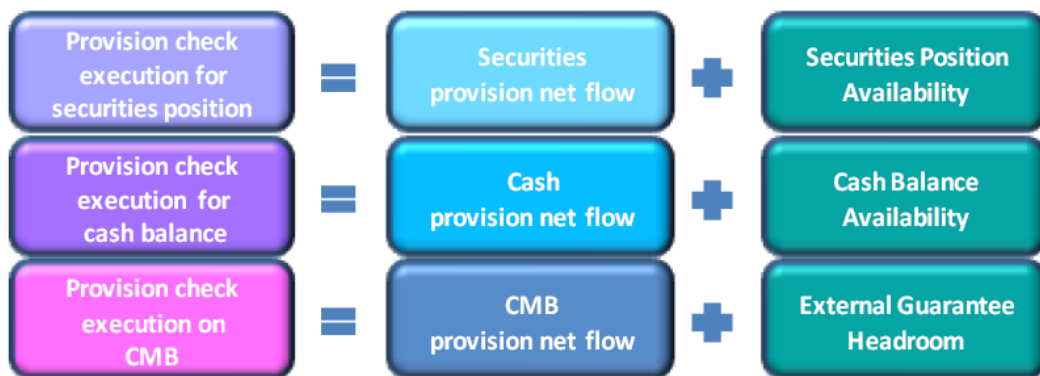 Provision check
execution for
securities position
=
Securities
provision net flow
+
Securities Position
Availability
Provision check
execution for
cash balance
=
Cash
provision net flow
+
Cash Balance
Availability
Provision check
execution on
CMB
=
CMB
provision net flow
+
External Guarantee
Headroom